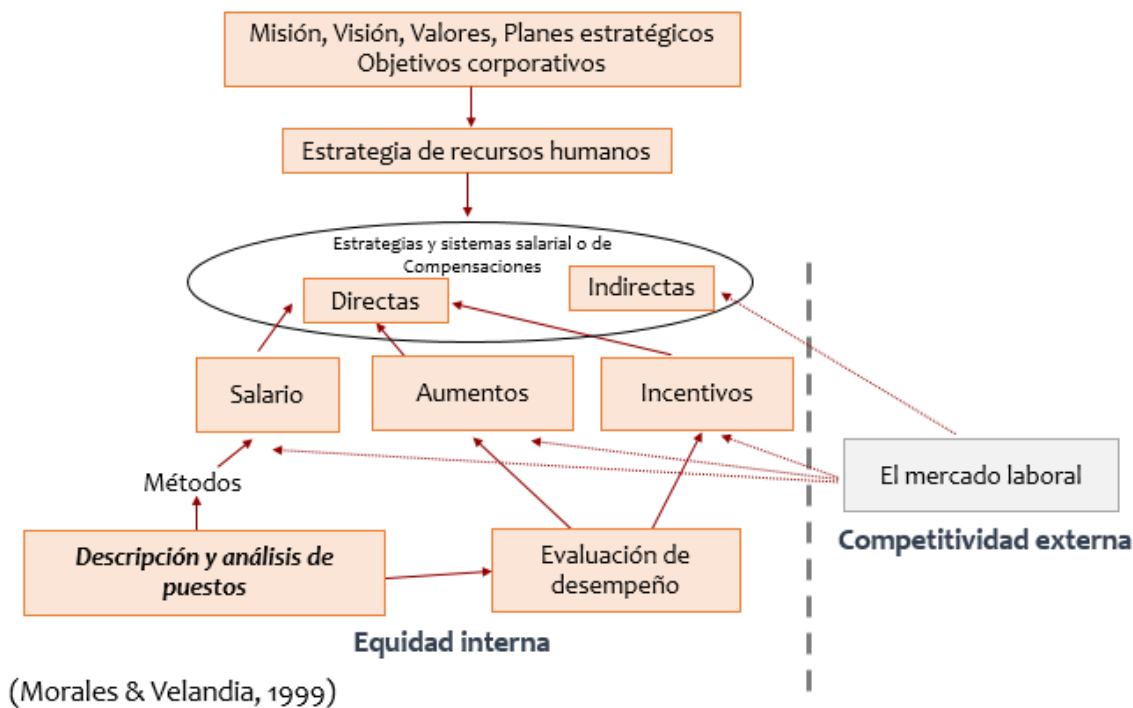 Misión, Visión, Valores, Planes estratégicos
Objetivos corporativos
Estrategia de recursos humanos
Estrategias y sistemas salarial o de
Compensaciones
Directas
Indirectas
Salario
Aumentos
Incentivos
El mercado laboral
Métodos
Competitividad externa
Descripción y análisis de
puestos
Evaluación de
desempeño
Equidad interna
(Morales & Velandia, 1999)